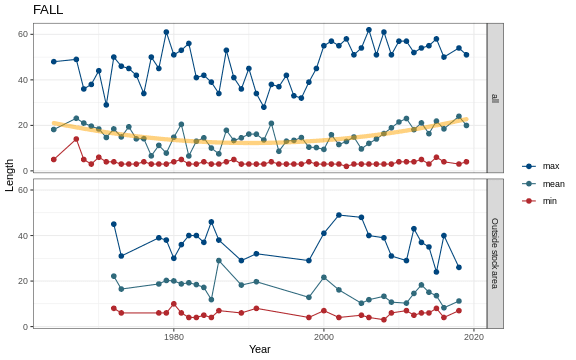 FALL
60
40
20
0
all
60
40
20
0
Outside stock area
1980
2000
2020
Year
Length
max
mean
min